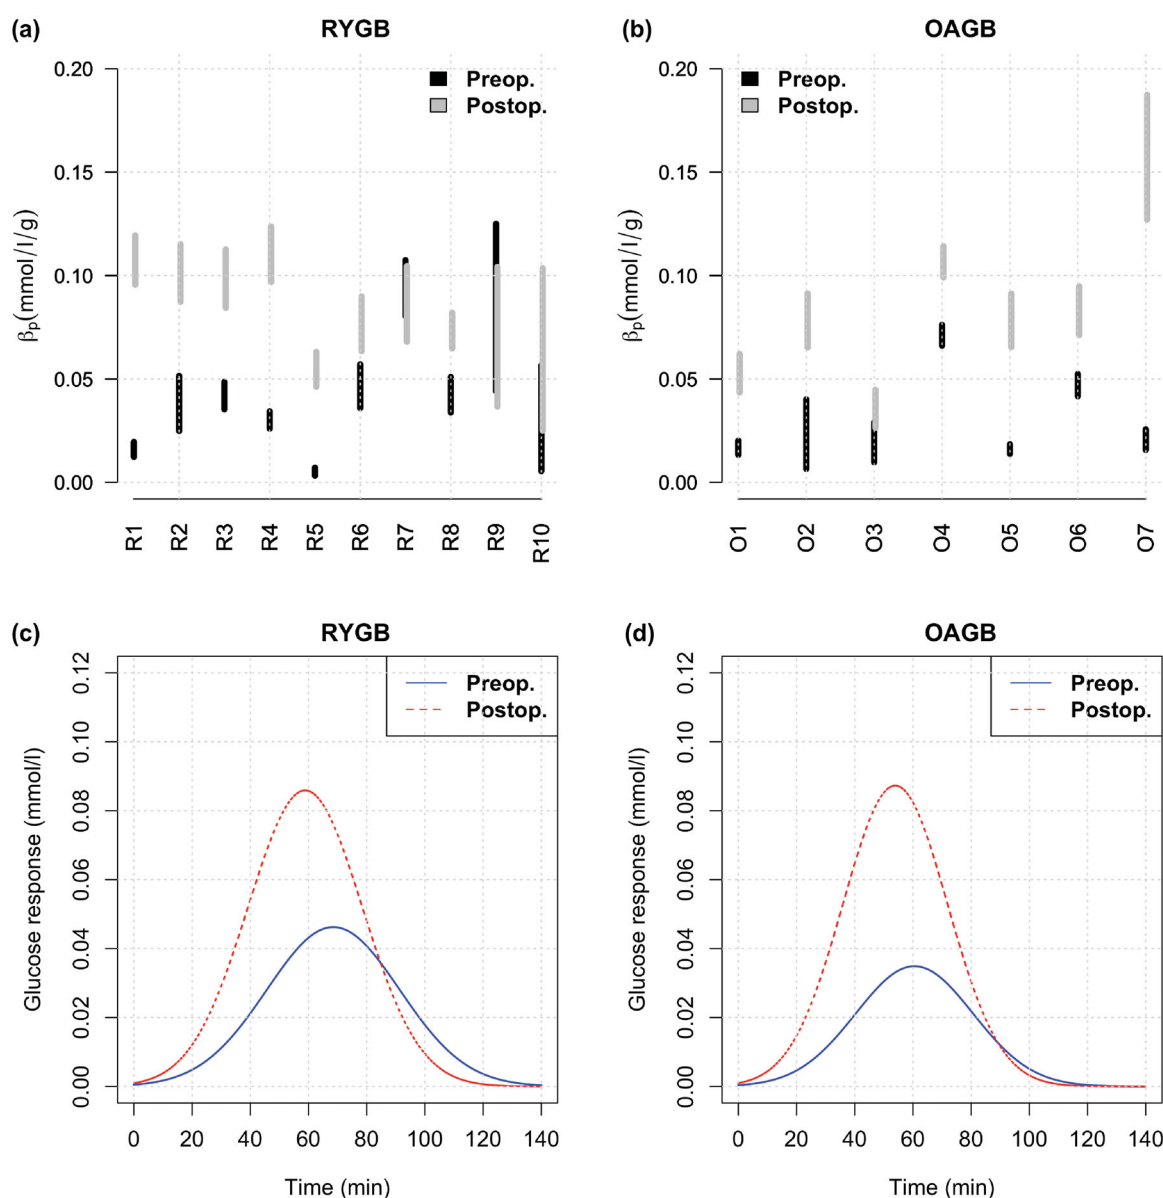 (a) RYGB
0.20
0.15
0.10
0.05
0.00
βp(mmol/l/g)
Preop.
Postop.
R1 R2 R3 R4 R5 R6 R7 R8 R9 R10
(b) OAGB
0.20
0.15
0.10
0.05
0.00
βp(mmol/l/g)
Preop.
Postop.
O1 O2 O3 O4 O5 O6 O7
(c) RYGB
0.12
0.10
0.08
0.06
0.04
0.02
0.00
Glucose response (mmol/l)
Preop.
Postop.
0 20 40 60 80 100 120 140
Time (min)
(d) OAGB
0.12
0.10
0.08
0.06
0.04
0.02
0.00
Glucose response (mmol/l)
Preop.
Postop.
0 20 40 60 80 100 120 140
Time (min)